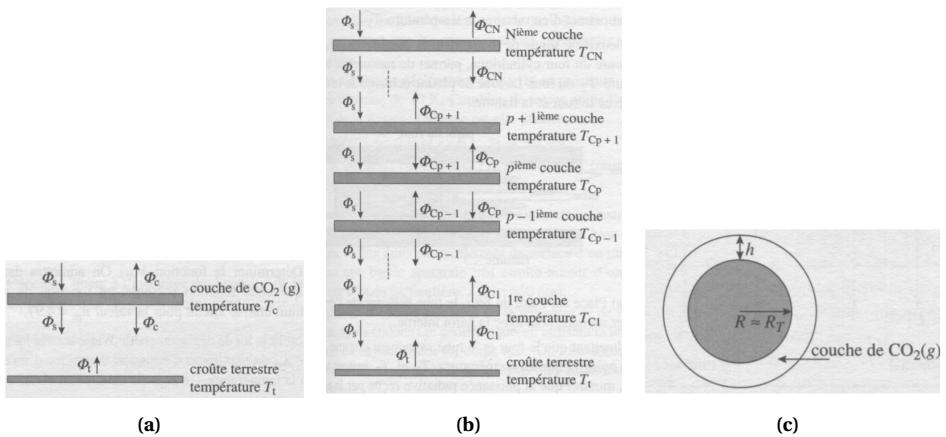 Φs
Φc
couche de CO2 (g)
température Tc
Φs
Φc
Φt
croûte terrestre
température Tt
(a)
Φs
ΦCN
Nième couche
température TCN
Φs
ΦCN
Φs
ΦCp + 1
p + 1ième couche
température TCp + 1
Φs
ΦCp + 1
ΦCp
pième couche
température TCp
Φs
ΦCp – 1
ΦCp
p – 1ième couche
température TCp – 1
Φs
ΦCp – 1
ΦC1
1re couche
température TC1
Φs
ΦC1
Φt
croûte terrestre
température Tt
(b)
h
R ≈ RT
couche de CO2(g)
(c)